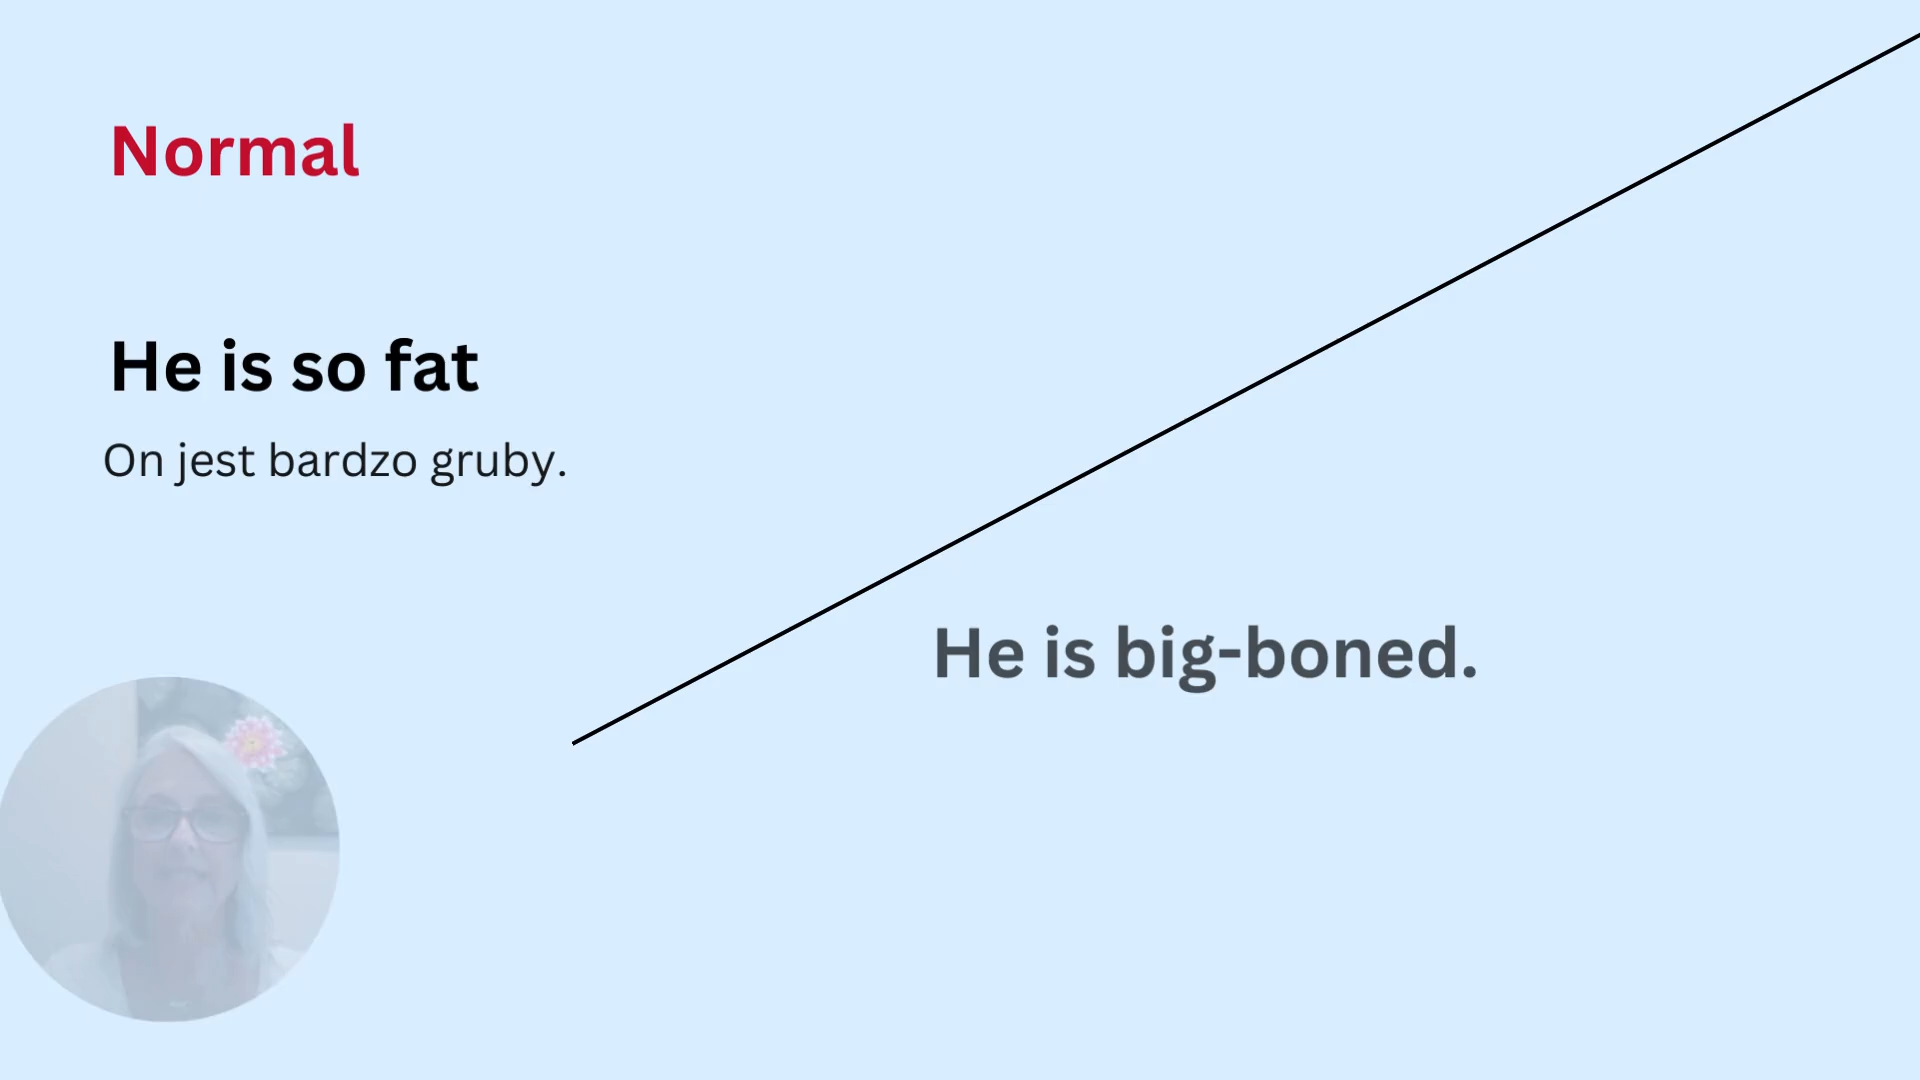 Normal
He is so fat
On jest bardzo gruby.
He is big-boned.